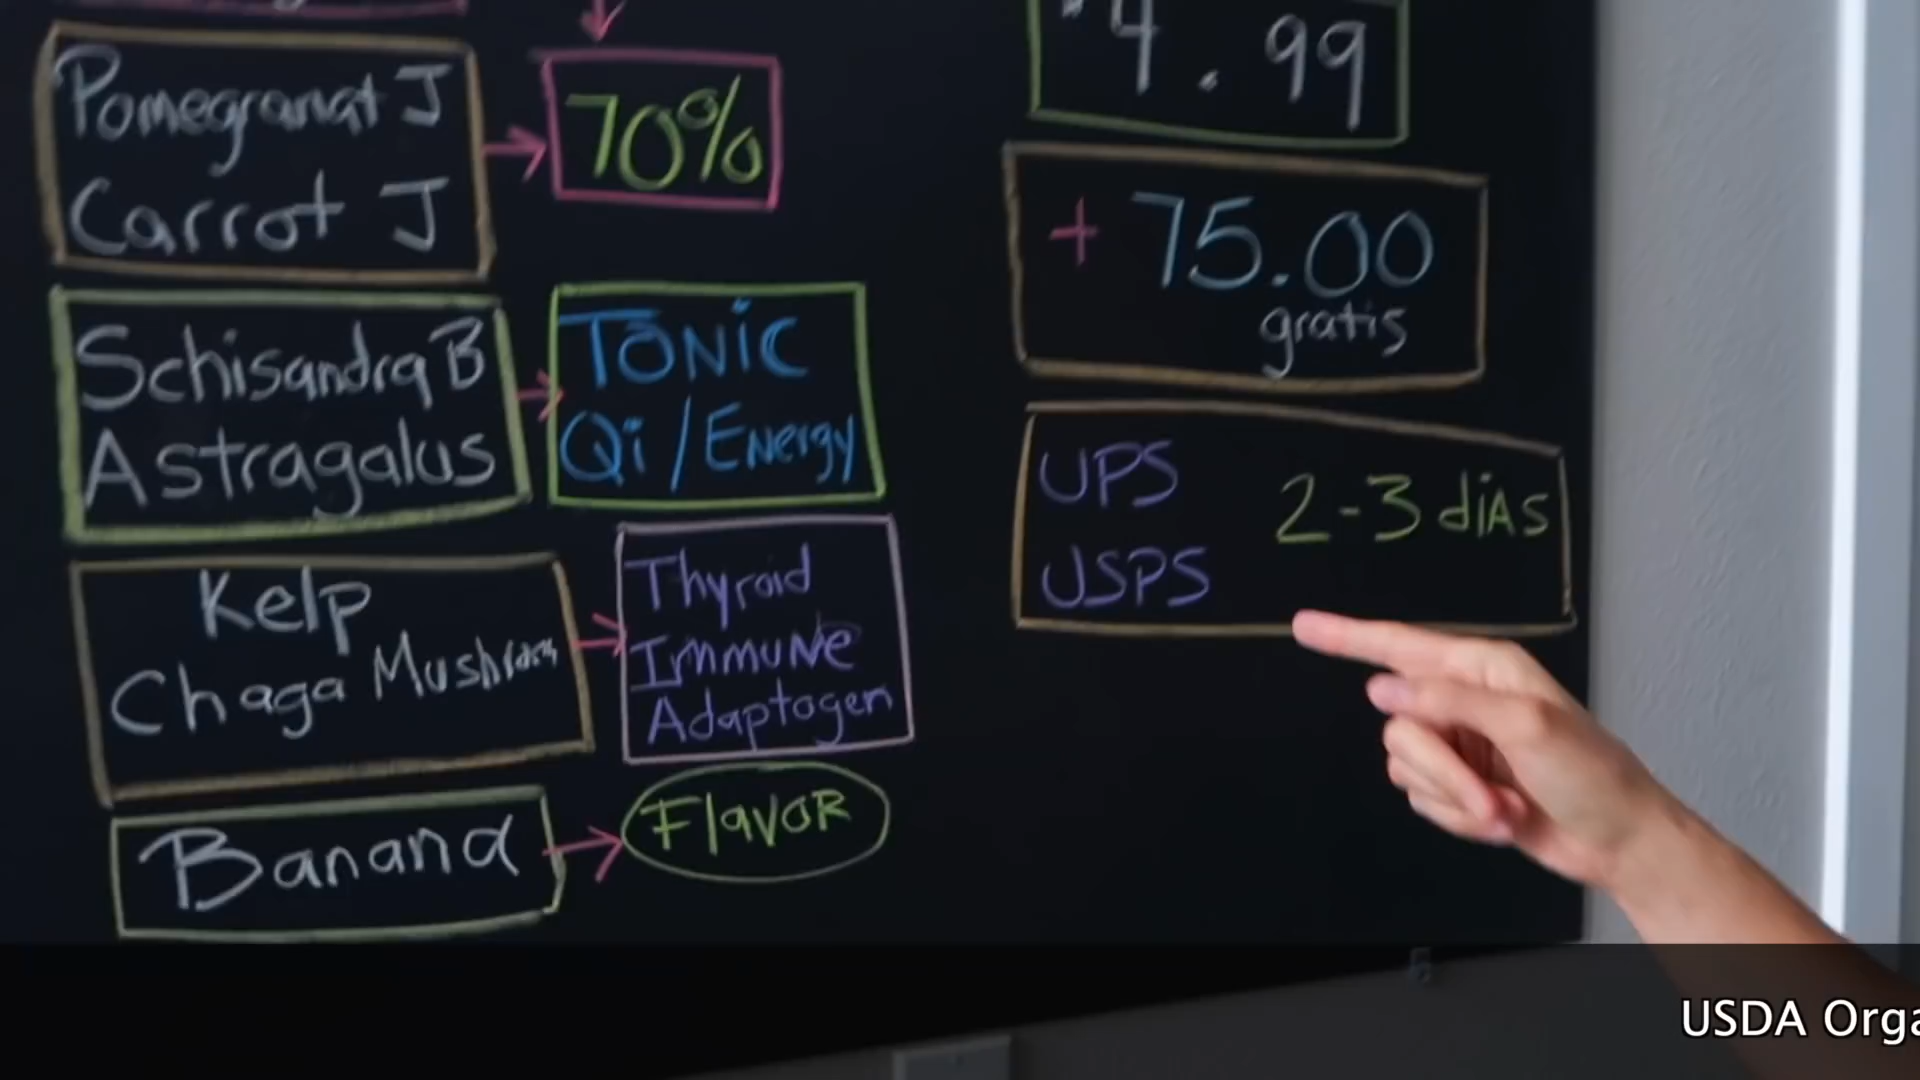 Pomegranat J
Carrot J
70%
Schisandra B
Astragalus
TONiC
Qi / ENergy
Kelp
Chaga Mushroom
Thyroid
ImmuNe
Adaptogen
Banana
FlavoR
4.99
+ 75.00
gratis
UPS
USPS
2-3 diAs
USDA Orga